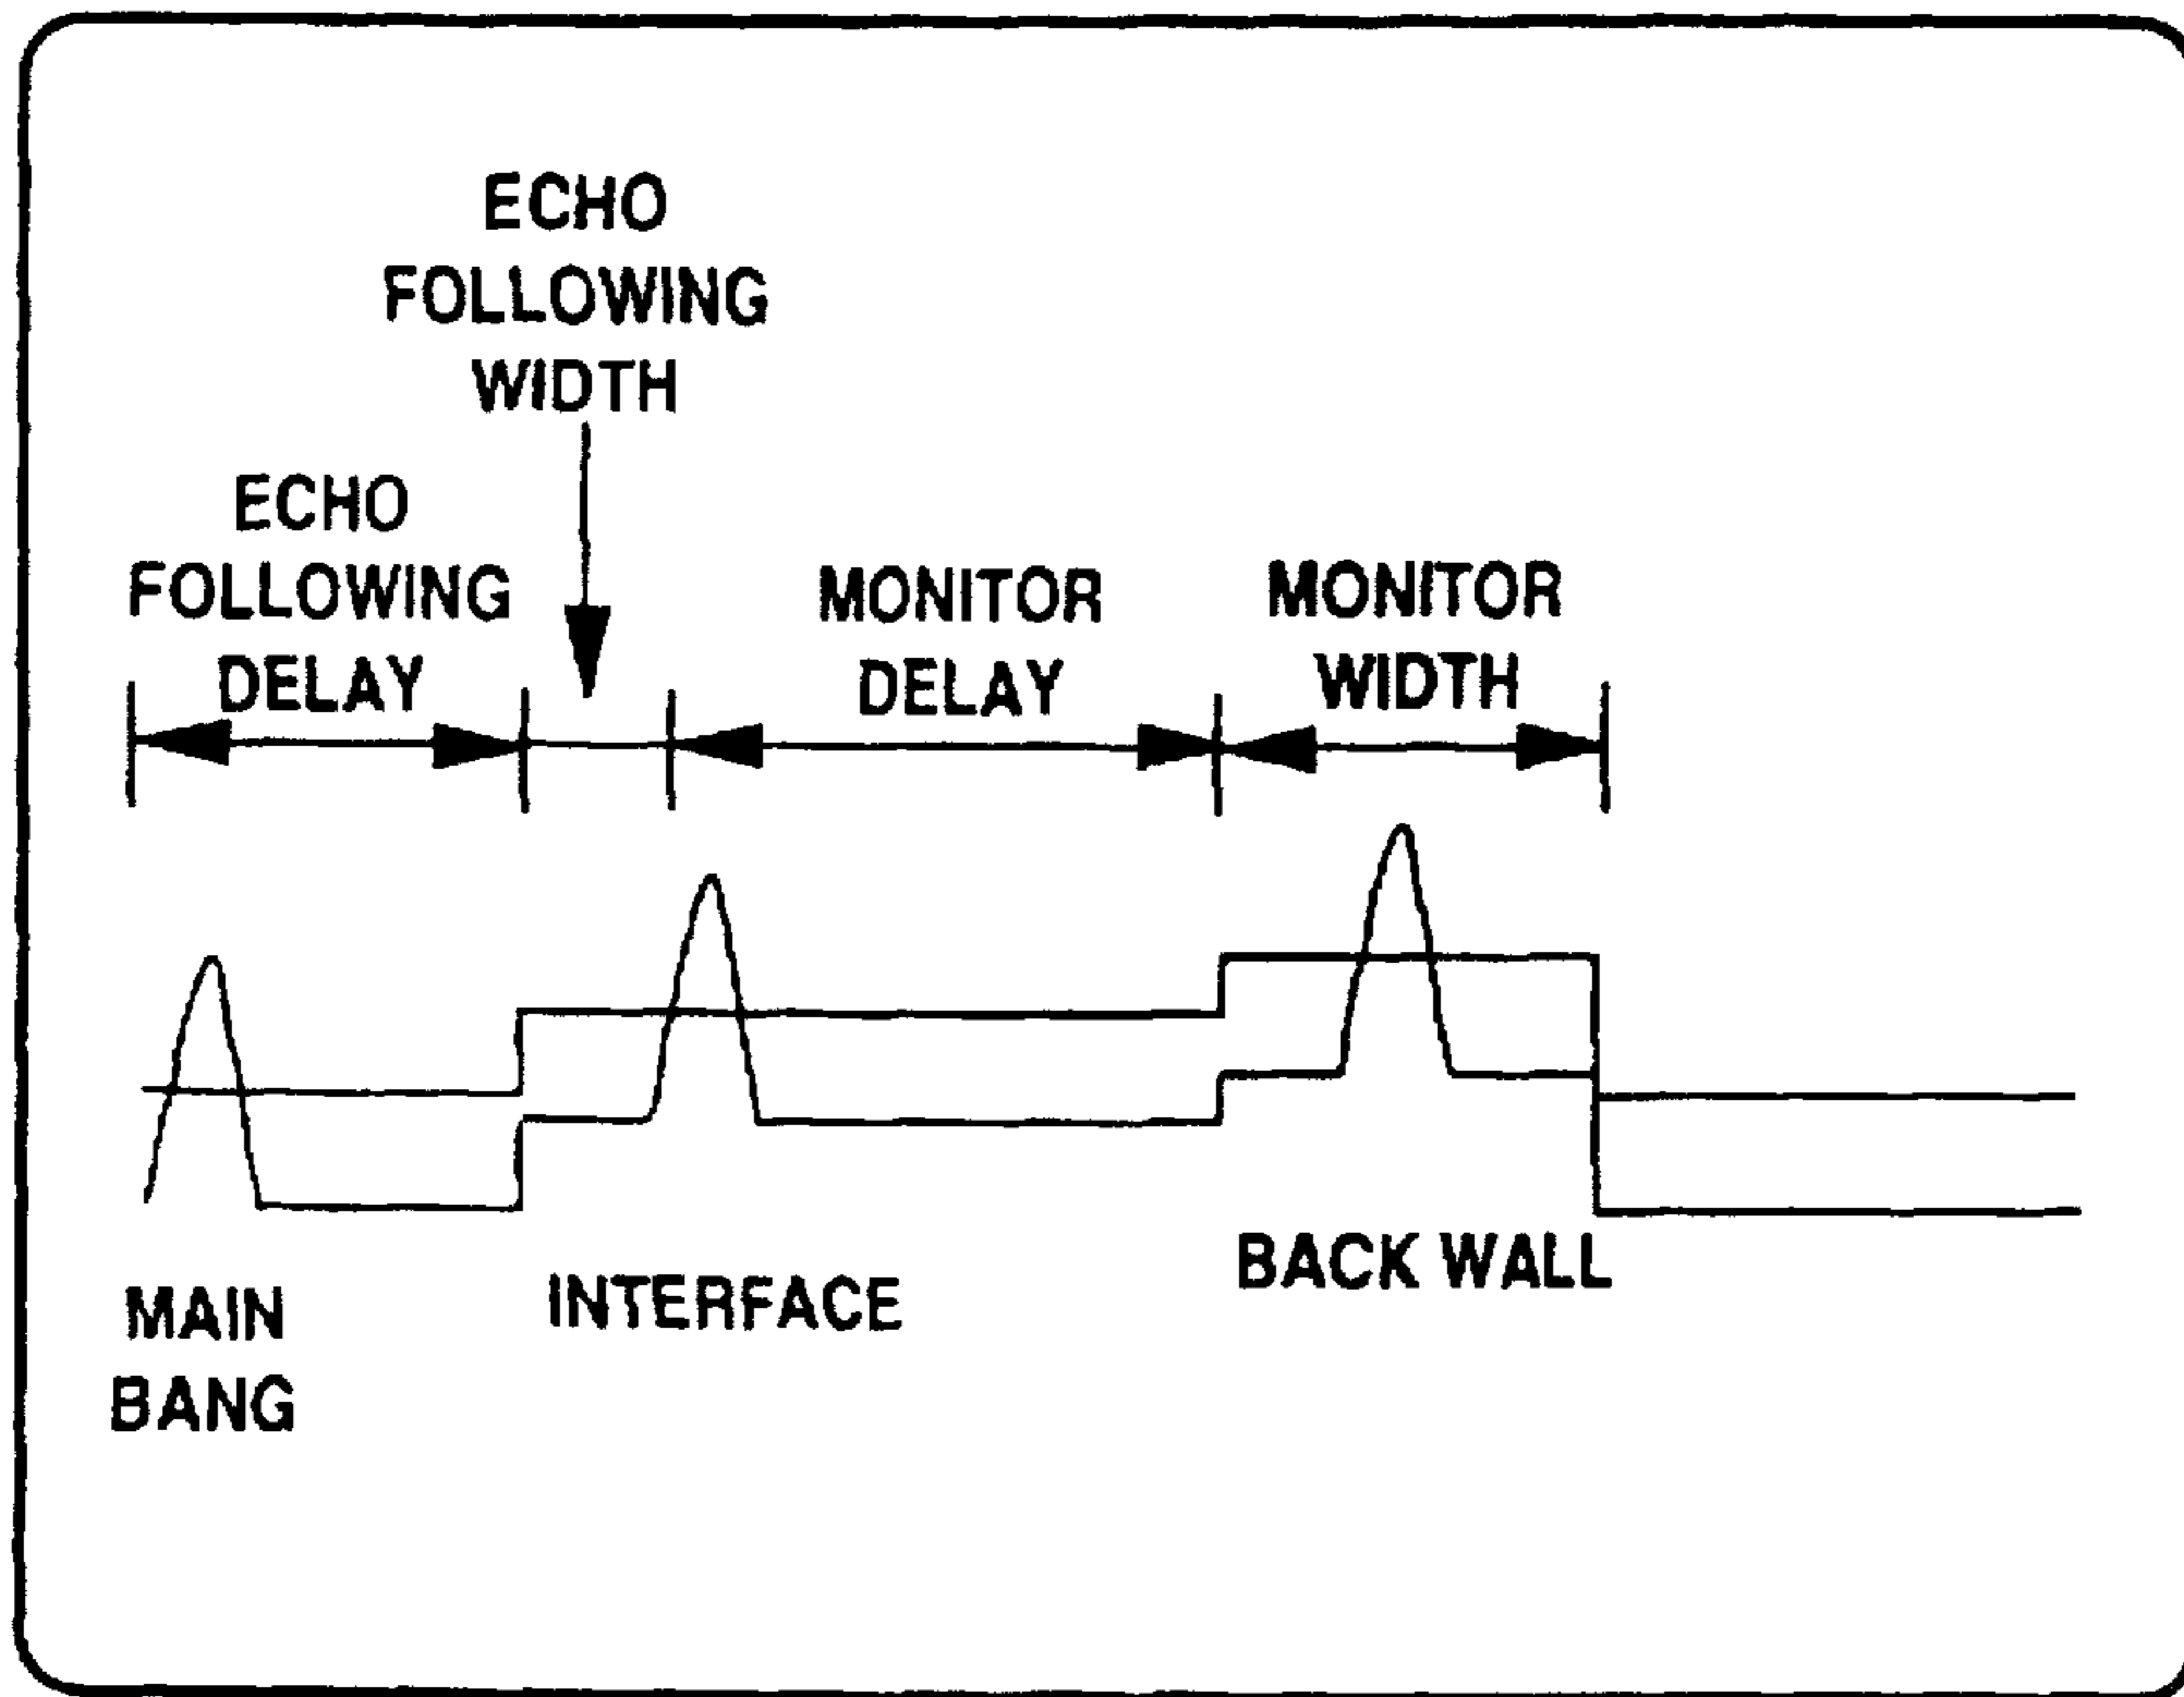 ECHO
FOLLOWING
WIDTH
ECHO
FOLLOWING
DELAY
MONITOR
DELAY
MONITOR
WIDTH
MAIN
BANG
INTERFACE
BACK WALL